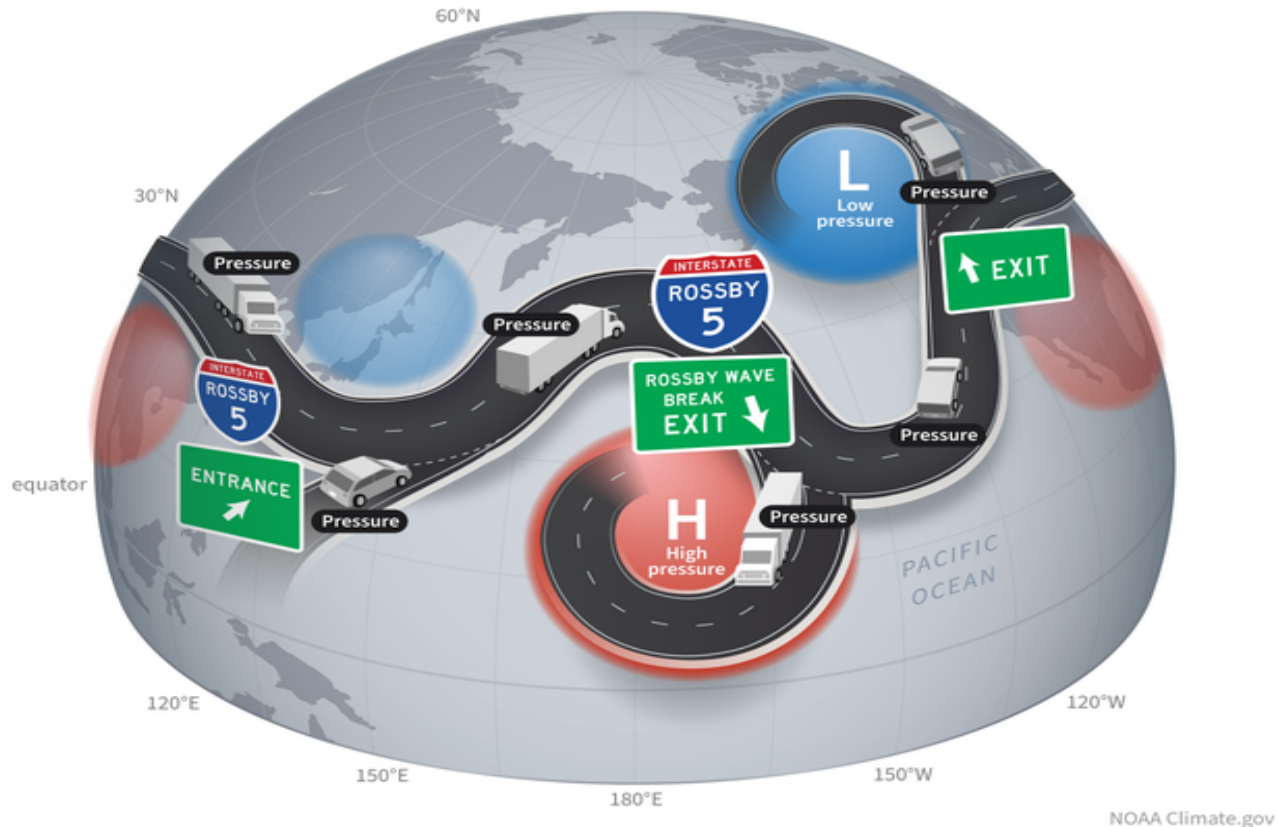 60°N
30°N
Pressure
INTERSTATE
ROSSBY
5
ENTRANCE
equator
Pressure
Pressure
INTERSTATE
ROSSBY
5
ROSSBY WAVE
BREAK
EXIT
H
High
pressure
Pressure
L
Low
pressure
Pressure
EXIT
Pressure
PACIFIC
OCEAN
120°E
150°E
180°E
150°W
120°W
NOAA Climate.gov